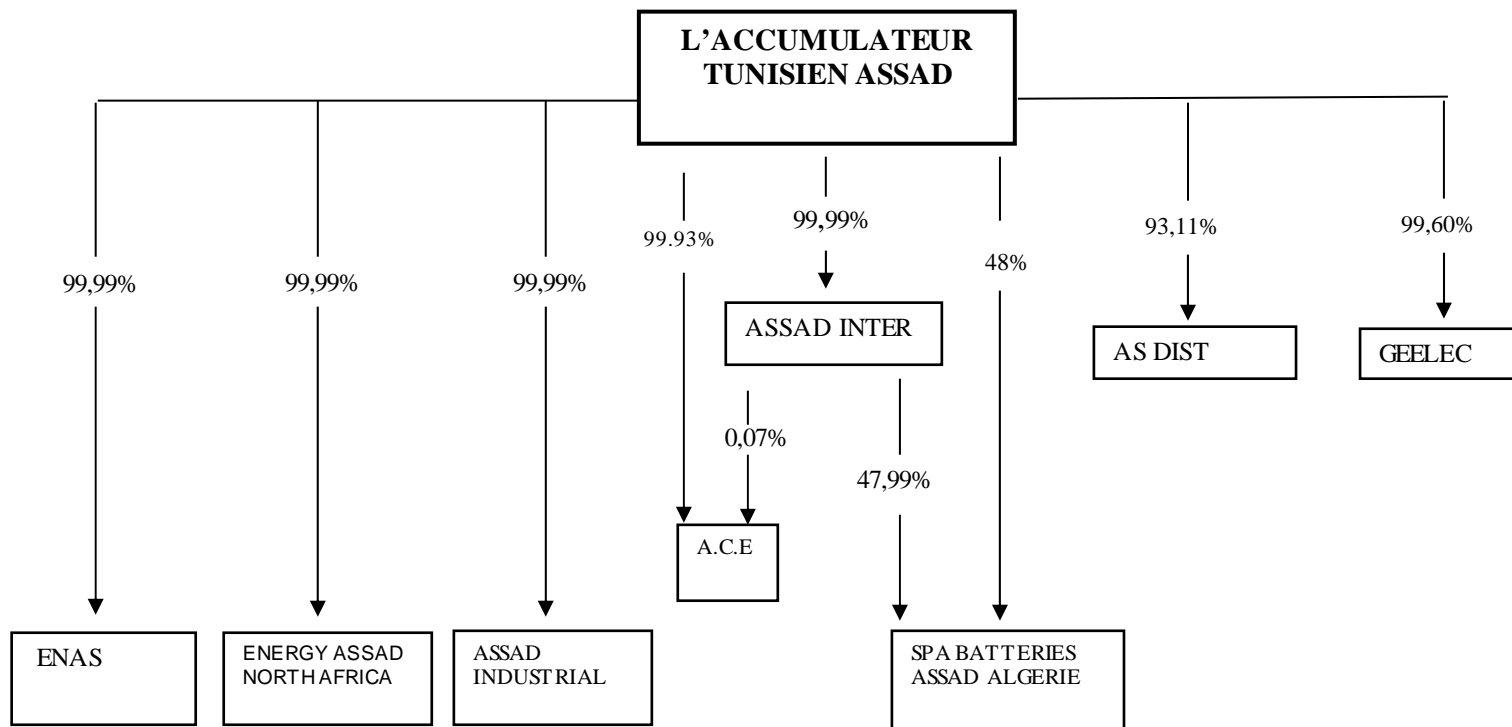 L'ACCUMULATEUR
TUNISIEN ASSAD
99,99%
99,99%
99,99%
99.93%
99,99%
48%
93,11%
99,60%
ASSAD INTER
AS DIST
GEELEC
0,07%
47,99%
A.C.E
ENAS
ENERGY ASSAD
NORTH AFRICA
ASSAD
INDUSTRIAL
SPA BATTERIES
ASSAD ALGERIE